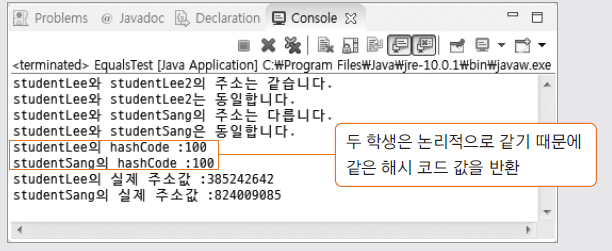 Problems @ Javadoc Declaration Console
<terminated> EqualsTest [Java Application] C:₩Program Files₩Java₩jre-10.0.1₩bin₩javaw.exe
studentLee와 studentLee2의 주소는 같습니다.
studentLee와 studentLee2는 동일합니다.
studentLee와 studentSang의 주소는 다릅니다.
studentLee와 studentSang은 동일합니다.
studentLee의 hashCode :100
studentSang의 hashCode :100
studentLee의 실제 주소값 :385242642
studentSang의 실제 주소값 :824009085
두 학생은 논리적으로 같기 때문에
같은 해시 코드 값을 반환